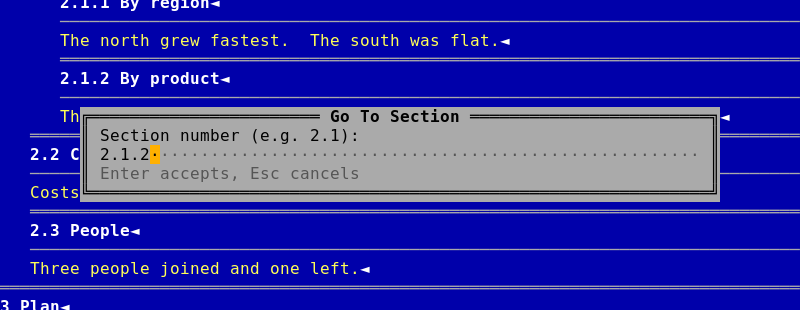 2.1.1 By region◄
The north grew fastest.  The south was flat.◄
2.1.2 By product◄
Th
Go To Section
Section number (e.g. 2.1):
2.1.2
Enter accepts, Esc cancels
2.2 C
Costs
2.3 People◄
Three people joined and one left.◄
3 Plan◄